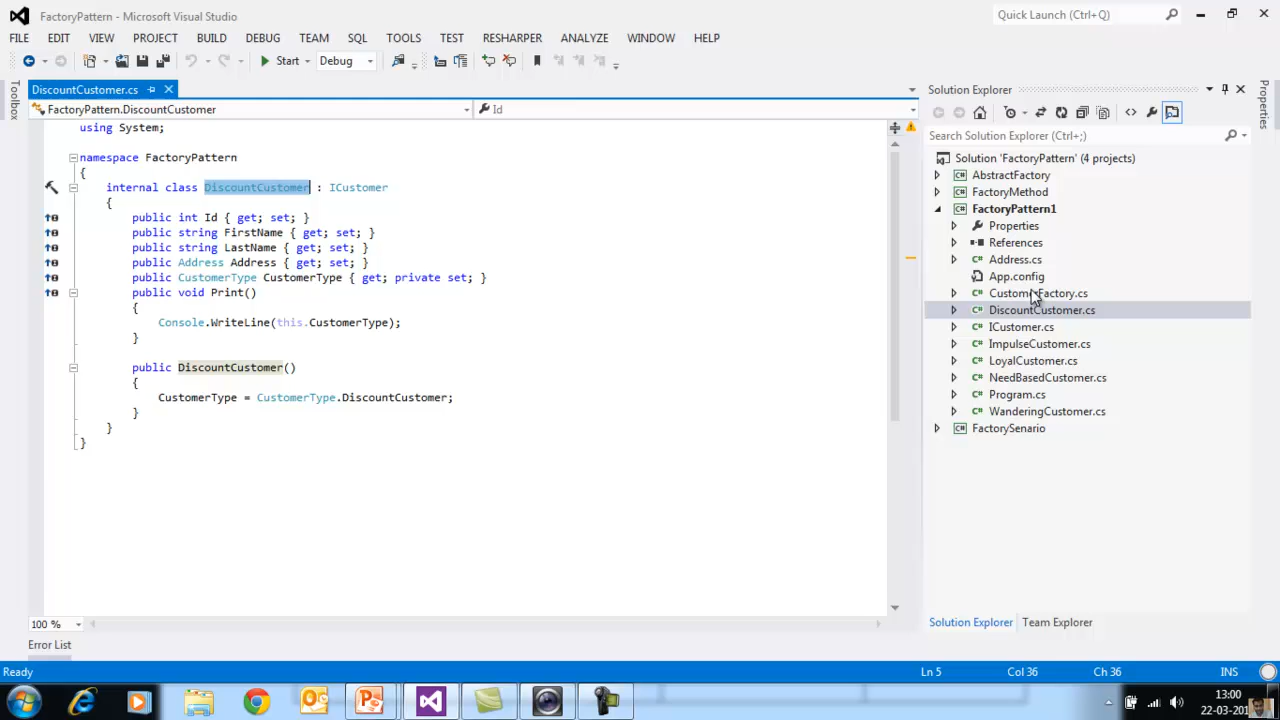 FactoryPattern - Microsoft Visual Studio
Quick Launch (Ctrl+Q)
FILE EDIT VIEW PROJECT BUILD DEBUG TEAM SQL TOOLS TEST RESHARPER ANALYZE WINDOW HELP
Start Debug
Toolbox
DiscountCustomer.cs
FactoryPattern.DiscountCustomer
Id
using System;
namespace FactoryPattern
{
internal class DiscountCustomer : ICustomer
{
public int Id { get; set; }
public string FirstName { get; set; }
public string LastName { get; set; }
public Address Address { get; set; }
public CustomerType CustomerType { get; private set; }
public void Print()
{
Console.WriteLine(this.CustomerType);
}
public DiscountCustomer()
{
CustomerType = CustomerType.DiscountCustomer;
}
}
}
100 %
Error List
Solution Explorer
Search Solution Explorer (Ctrl+;)
Solution 'FactoryPattern' (4 projects)
C# AbstractFactory
C# FactoryMethod
C# FactoryPattern1
Properties
References
C# Address.cs
App.config
C# CustomerFactory.cs
C# DiscountCustomer.cs
C# ICustomer.cs
C# ImpulseCustomer.cs
C# LoyalCustomer.cs
C# NeedBasedCustomer.cs
C# Program.cs
C# WanderingCustomer.cs
C# FactorySenario
Solution Explorer Team Explorer
Properties
Ready
Ln 5 Col 36 Ch 36 INS
13:00